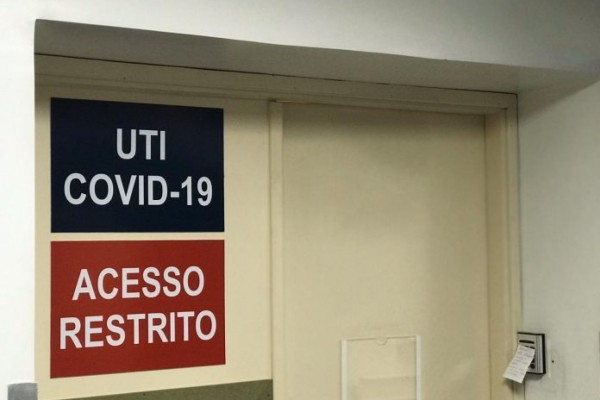 UTI
COVID-19
ACESSO
RESTRITO